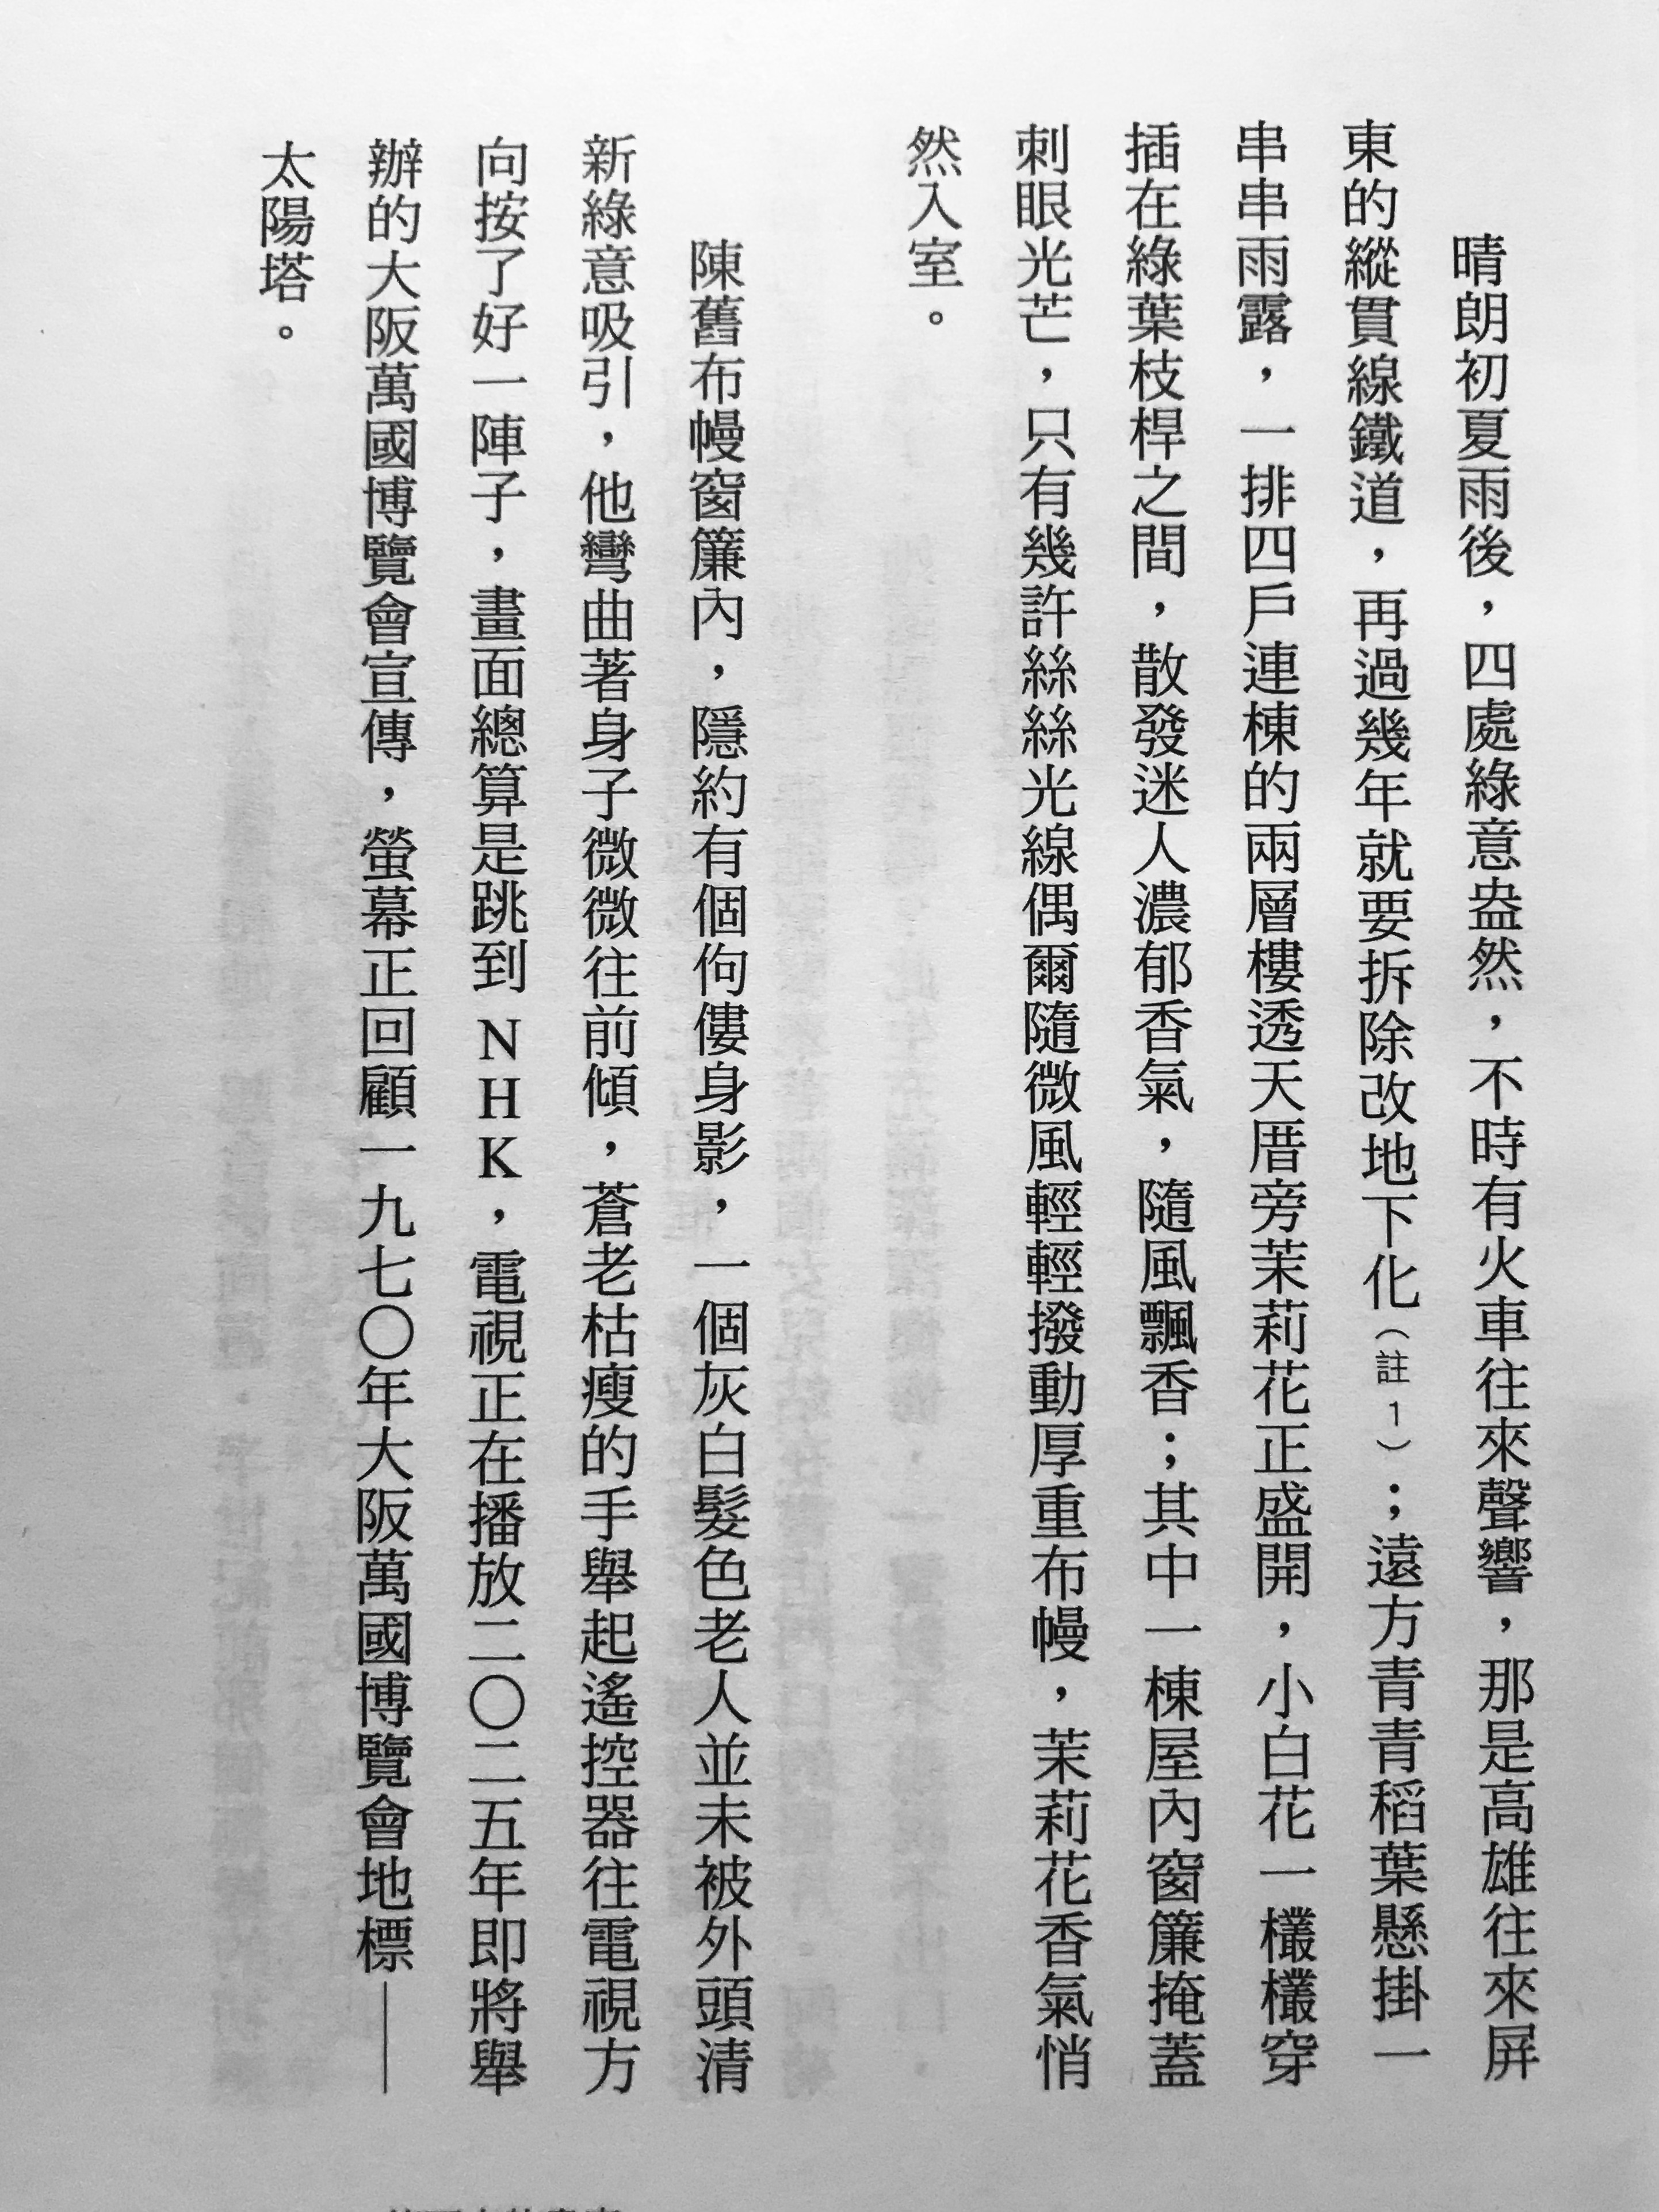 晴朗初夏雨後，四處綠意盎然，不時有火車往來聲響，那是高雄往來屏
東的縱貫線鐵道，再過幾年就要拆除改地下化（註1）；遠方青青稻葉懸掛一
串串雨露，一排四戶連棟的兩層樓透天厝旁茉莉花正盛開，小白花一欉欉穿
插在綠葉枝桿之間，散發迷人濃郁香氣，隨風飄香；其中一棟屋內窗簾掩蓋
刺眼光芒，只有幾許絲絲光線偶爾隨微風輕輕撥動厚重布幔，茉莉花香氣悄
然入室。
陳舊布幔窗簾內，隱約有個佝僂身影，一個灰白髮色老人並未被外頭清
新綠意吸引，他彎曲著身子微微往前傾，蒼老枯瘦的手舉起遙控器往電視方
向按了好一陣子，畫面總算是跳到NHK，電視正在播放二〇二五年即將舉
辦的大阪萬國博覽會宣傳，螢幕正回顧一九七〇年大阪萬國博覽會地標——
太陽塔。